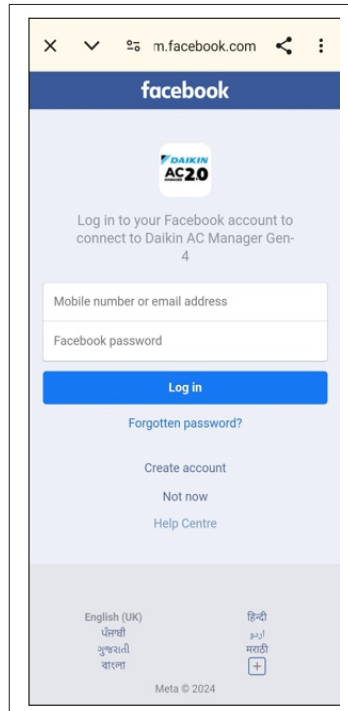 m.facebook.com
facebook
DAIKIN
AC 2.0
Log in to your Facebook account to
connect to Daikin AC Manager Gen-
4
Mobile number or email address
Facebook password
Log in
Forgotten password?
Create account
Not now
Help Centre
English (UK)
हिन्दी
ਪੰਜਾਬੀ
اردو
ગુજરાતી
मराठी
বাংলা
Meta © 2024